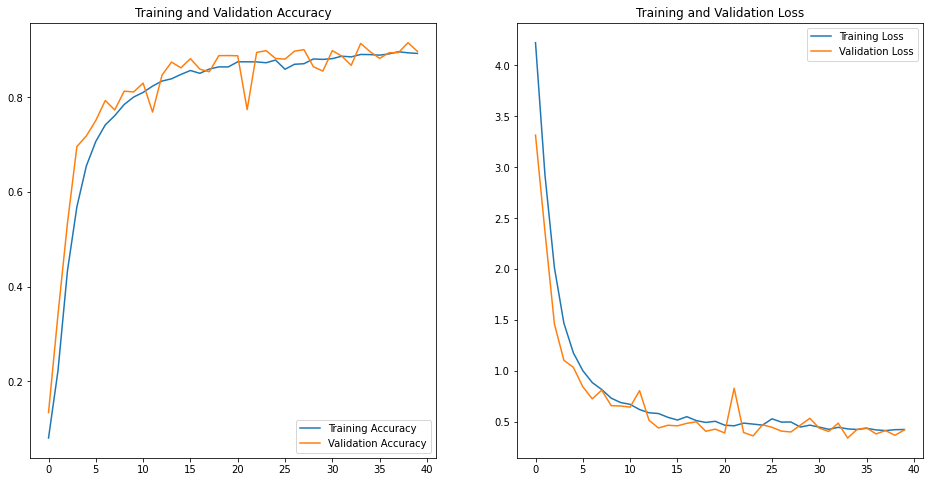 Training and Validation Accuracy
0.8
0.6
0.4
0.2
0 5 10 15 20 25 30 35 40
Training Accuracy
Validation Accuracy
Training and Validation Loss
4.0
3.5
3.0
2.5
2.0
1.5
1.0
0.5
0 5 10 15 20 25 30 35 40
Training Loss
Validation Loss